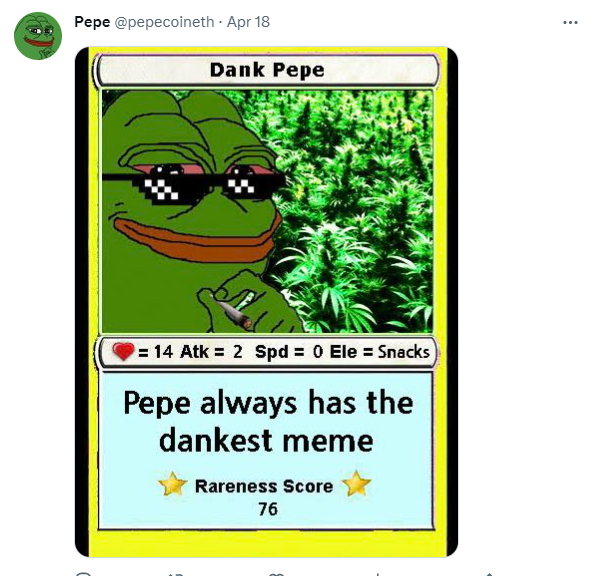 Pepe @pepecoineth · Apr 18
Dank Pepe
= 14 Atk = 2 Spd = 0 Ele = Snacks
Pepe always has the
dankest meme
Rareness Score
76